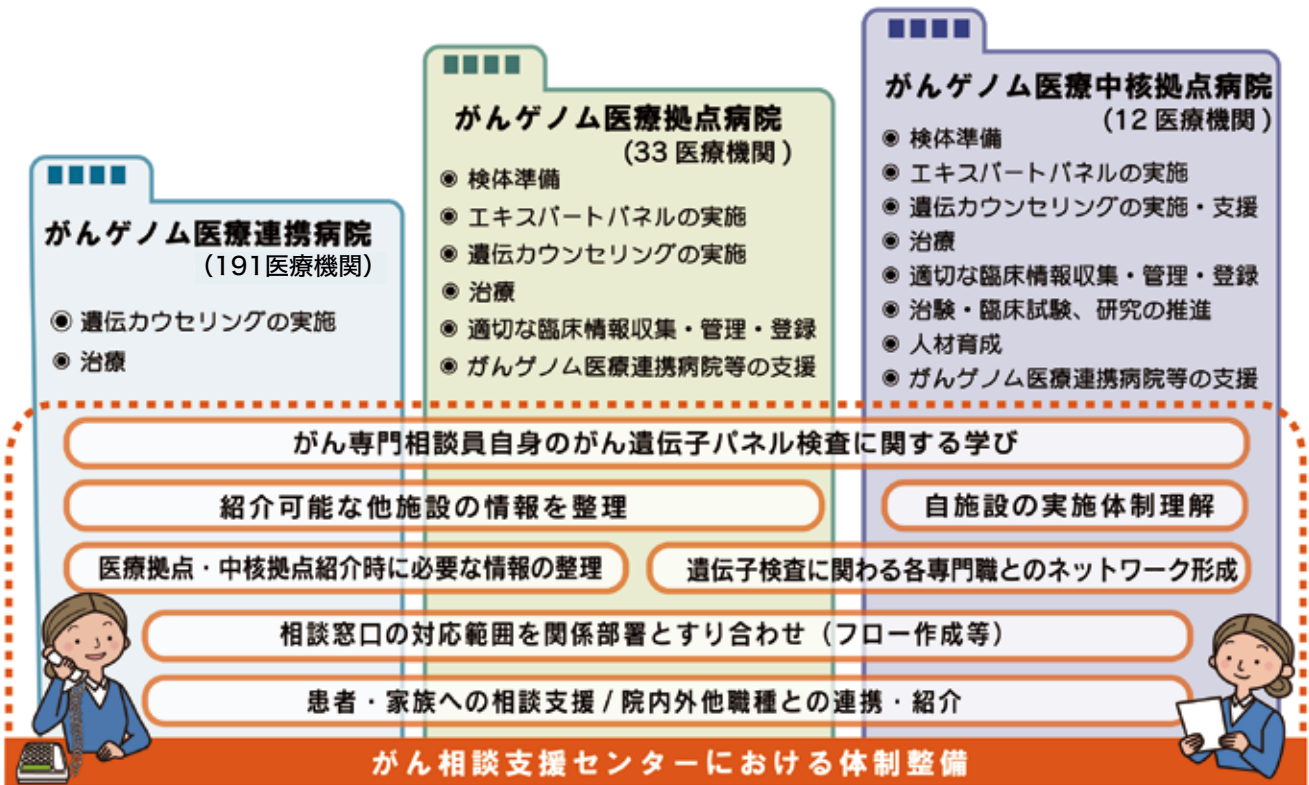 がんゲノム医療連携病院
（191医療機関）
◉ 遺伝カウセリングの実施
◉ 治療
がんゲノム医療拠点病院
(33 医療機関 )
◉ 検体準備
◉ エキスパートパネルの実施
◉ 遺伝カウンセリングの実施
◉ 治療
◉ 適切な臨床情報収集・管理・登録
◉ がんゲノム医療連携病院等の支援
がんゲノム医療中核拠点病院
(12 医療機関 )
◉ 検体準備
◉ エキスパートパネルの実施
◉ 遺伝カウンセリングの実施・支援
◉ 治療
◉ 適切な臨床情報収集・管理・登録
◉ 治験・臨床試験、研究の推進
◉ 人材育成
◉ がんゲノム医療連携病院等の支援
がん専門相談員自身のがん遺伝子パネル検査に関する学び
紹介可能な他施設の情報を整理
自施設の実施体制理解
医療拠点・中核拠点紹介時に必要な情報の整理
遺伝子検査に関わる各専門職とのネットワーク形成
相談窓口の対応範囲を関係部署とすり合わせ（フロー作成等）
患者・家族への相談支援 / 院内外他職種との連携・紹介
がん相談支援センターにおける体制整備